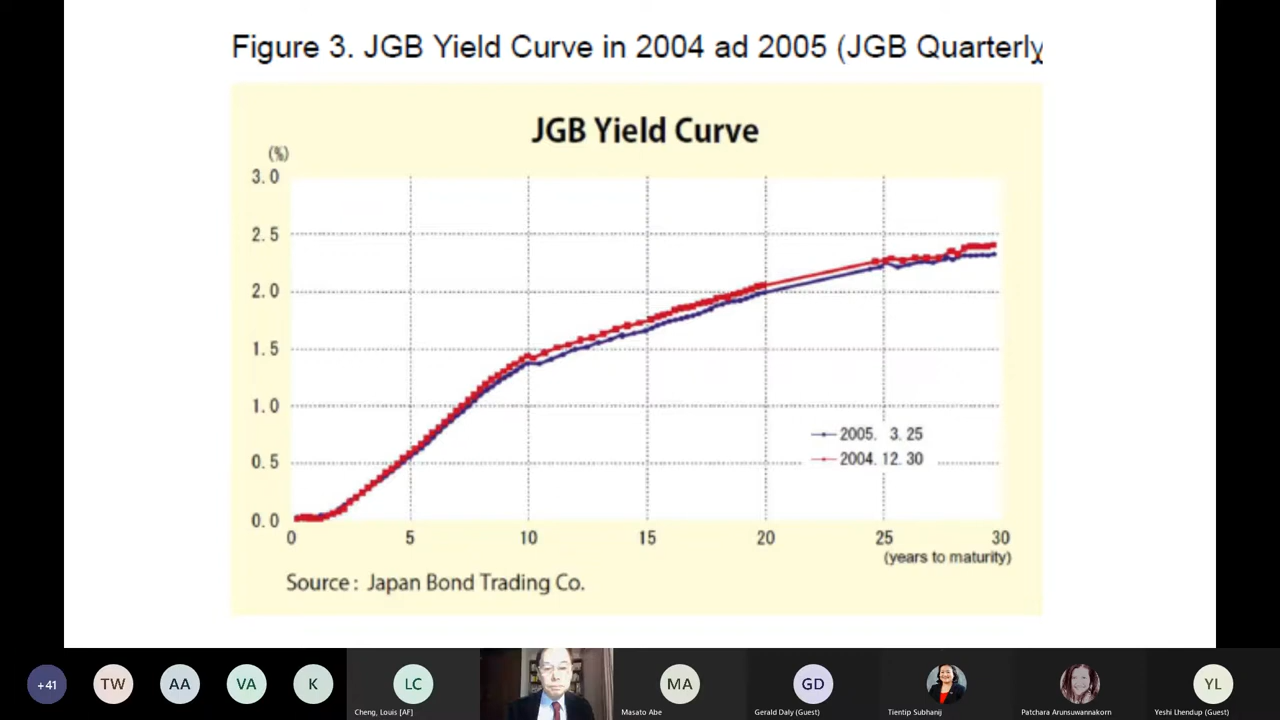 Figure 3. JGB Yield Curve in 2004 ad 2005 (JGB Quarterly
JGB Yield Curve
(%)
3.0
2.5
2.0
1.5
1.0
0.5
0.0
2005. 3. 25
2004. 12. 30
0 5 10 15 20 25 30
(years to maturity)
Source : Japan Bond Trading Co.
+41 TW AA VA K LC MA GD YL
Cheng, Louis [AF] Masato Abe Gerald Daly (Guest) Tientip Subhanij Patchara Arunsuwannakorn Yeshi Lhendup (Guest)